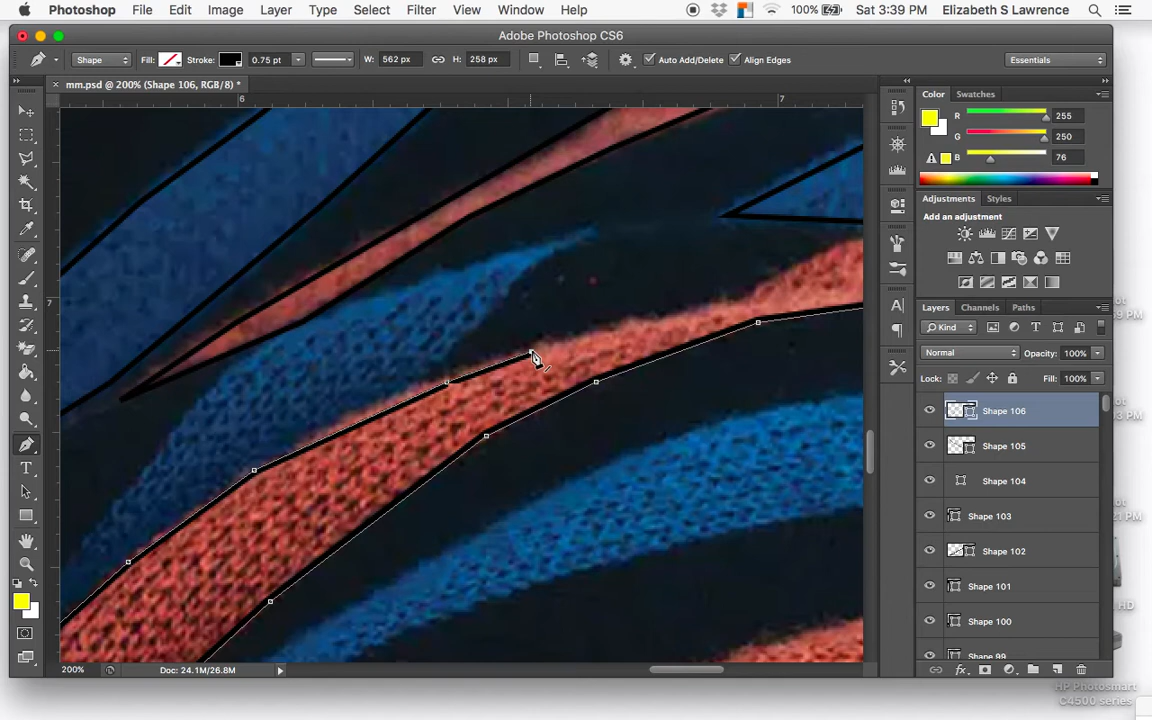 Photoshop File Edit Image Layer Type Select Filter View Window Help 100% Sat 3:39 PM Elizabeth S Lawrence
Adobe Photoshop CS6
Shape Fill: Stroke: 0.75 pt W: 562 px H: 258 px Auto Add/Delete Align Edges Essentials
mm.psd @ 200% (Shape 106, RGB/8) *
6 7
7
Color Swatches
R 255
G 250
B 76
Adjustments Styles
Add an adjustment
Layers Channels Paths
Kind
Normal Opacity: 100%
Lock: Fill: 100%
Shape 106
Shape 105
Shape 104
Shape 103
Shape 102
Shape 101
Shape 100
Shape 99
200% Doc: 24.1M/26.8M
HP Photosmart
C4500 series